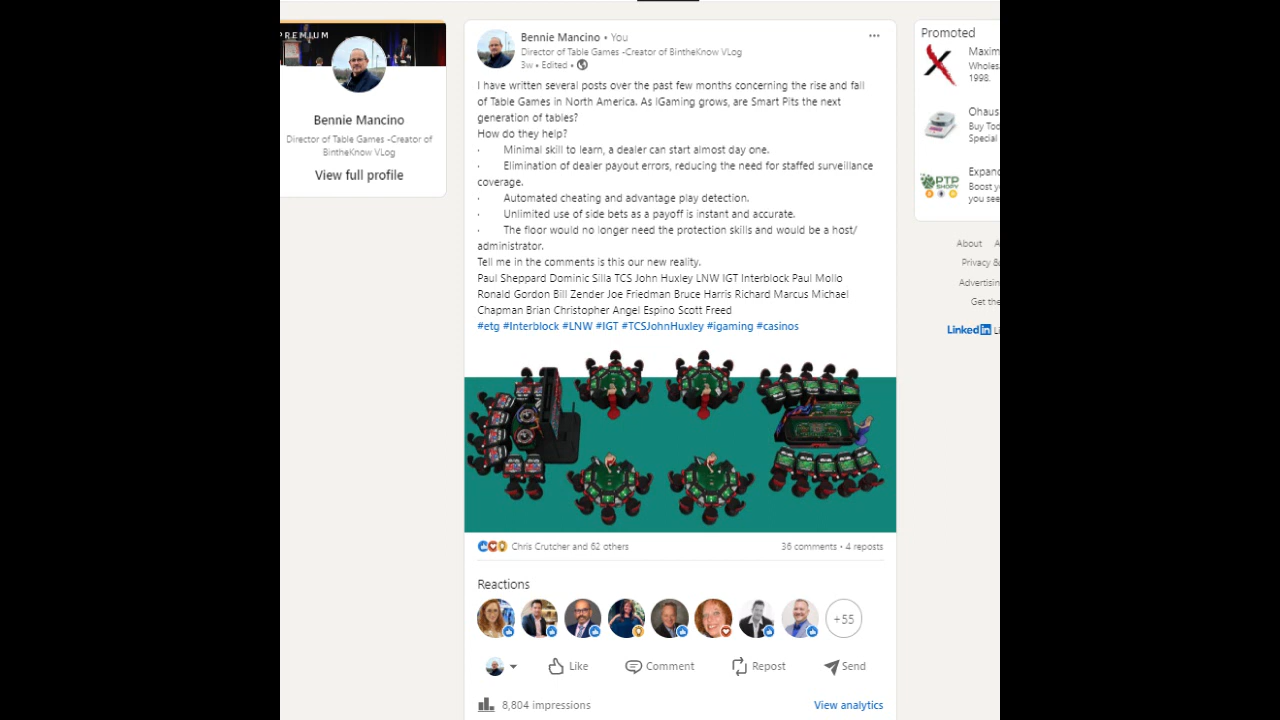 PREMIUM
Bennie Mancino
Director of Table Games -Creator of
BintheKnow VLog
View full profile
Bennie Mancino • You
Director of Table Games -Creator of BintheKnow VLog
3w • Edited •
I have written several posts over the past few months concerning the rise and fall
of Table Games in North America. As IGaming grows, are Smart Pits the next
generation of tables?
How do they help?
· Minimal skill to learn, a dealer can start almost day one.
· Elimination of dealer payout errors, reducing the need for staffed surveillance
coverage.
· Automated cheating and advantage play detection.
· Unlimited use of side bets as a payoff is instant and accurate.
· The floor would no longer need the protection skills and would be a host/
administrator.
Tell me in the comments is this our new reality.
Paul Sheppard Dominic Silla TCS John Huxley LNW IGT Interblock Paul Mollo
Ronald Gordon Bill Zender Joe Friedman Bruce Harris Richard Marcus Michael
Chapman Brian Christopher Angel Espino Scott Freed
#etg #Interblock #LNW #IGT #TCSJohnHuxley #igaming #casinos
Chris Crutcher and 62 others
36 comments • 4 reposts
Reactions
+55
Like
Comment
Repost
Send
8,804 impressions
View analytics
Promoted
Maxim
Wholes
1998.
Ohaus
Buy Too
Special
PTP
SHOPY
Expand
Boost y
you see
About A
Privacy &
Advertisin
Get the
LinkedIn Li